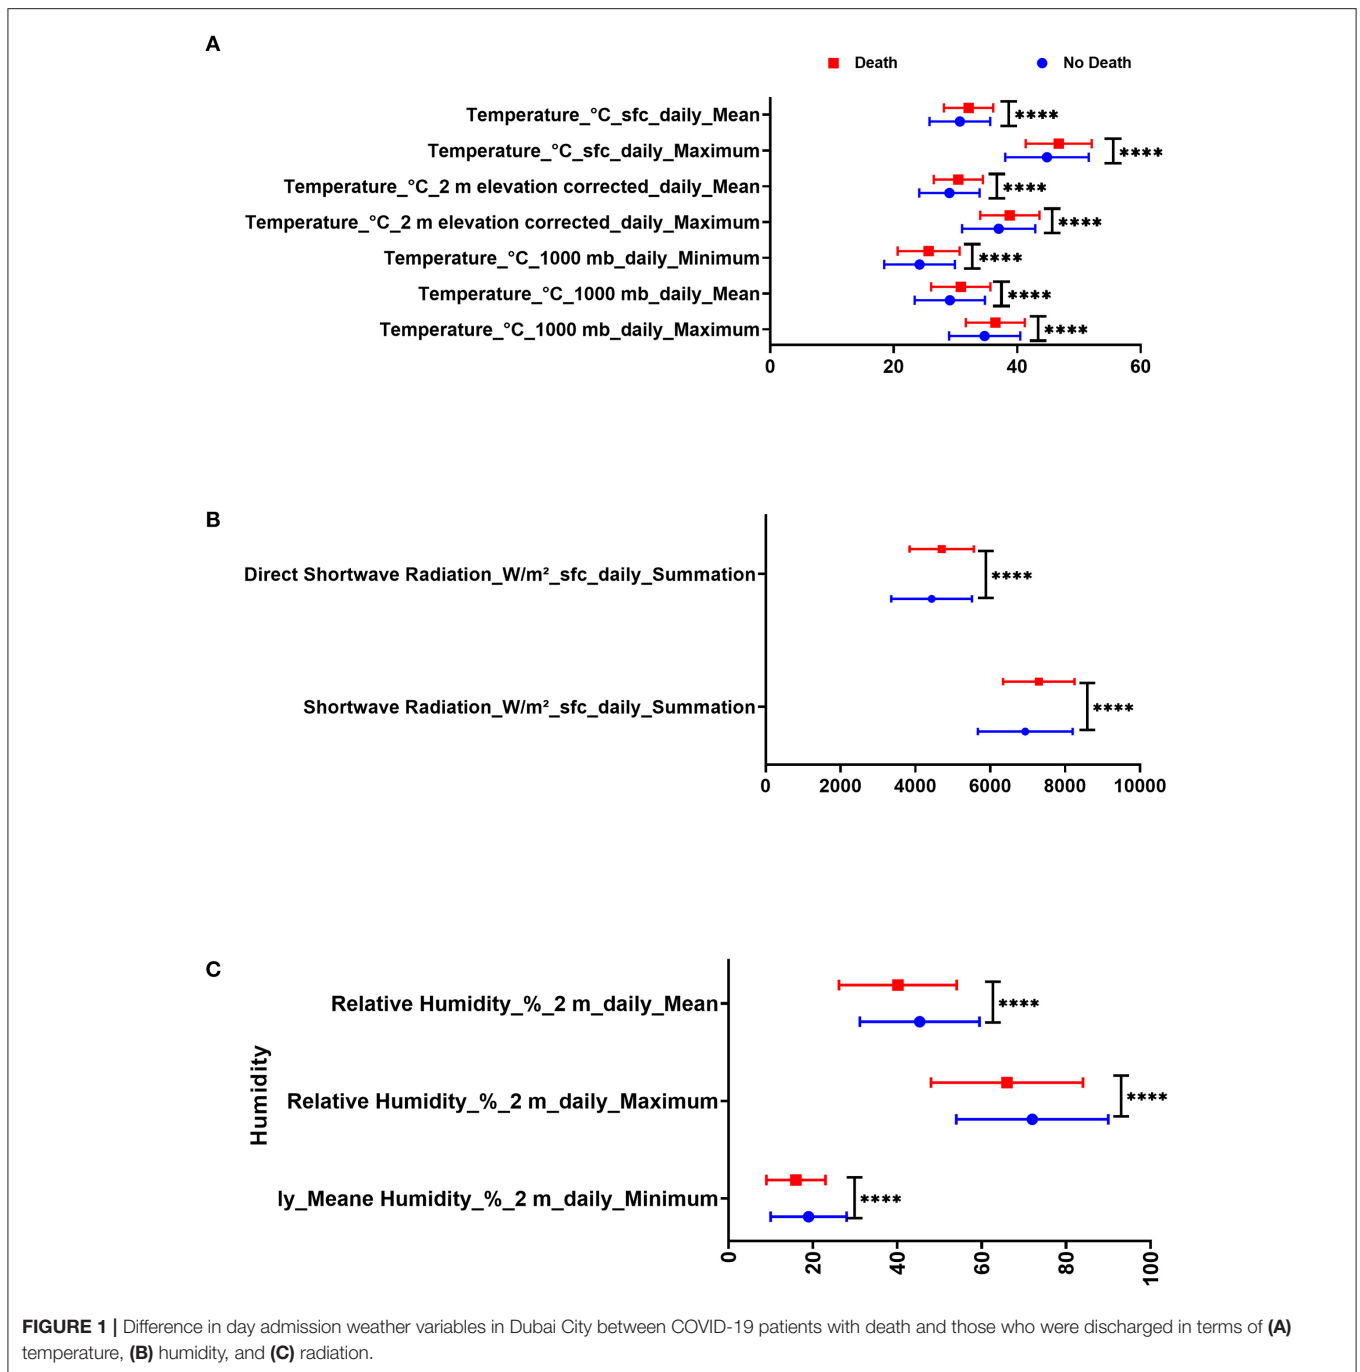 A
Death
No Death
Temperature_°C_sfc_daily_Mean
****
Temperature_°C_sfc_daily_Maximum
****
Temperature_°C_2 m elevation corrected_daily_Mean
****
Temperature_°C_2 m elevation corrected_daily_Maximum
****
Temperature_°C_1000 mb_daily_Minimum
****
Temperature_°C_1000 mb_daily_Mean
****
Temperature_°C_1000 mb_daily_Maximum
****
0 20 40 60
B
Direct Shortwave Radiation_W/m²_sfc_daily_Summation
****
Shortwave Radiation_W/m²_sfc_daily_Summation
****
0 2000 4000 6000 8000 10000
C
Humidity
Relative Humidity_%_2 m_daily_Mean
****
Relative Humidity_%_2 m_daily_Maximum
****
ly_Meane Humidity_%_2 m_daily_Minimum
****
0 20 40 60 80 100
FIGURE 1 | Difference in day admission weather variables in Dubai City between COVID-19 patients with death and those who were discharged in terms of (A)
temperature, (B) humidity, and (C) radiation.